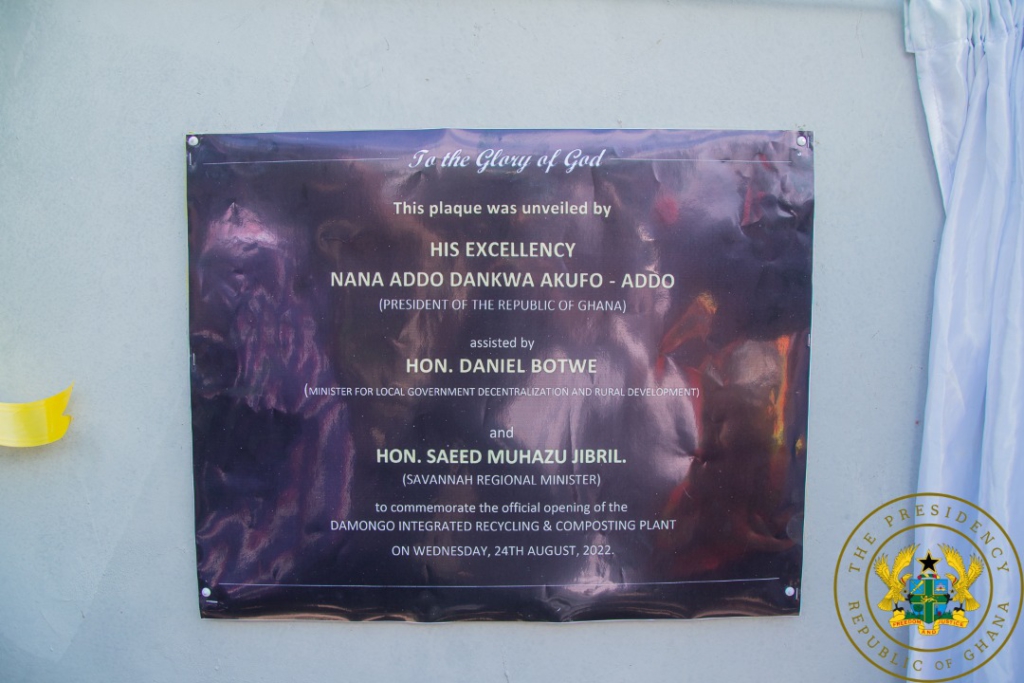 To the Glory of God
This plaque was unveiled by
HIS EXCELLENCY
NANA ADDO DANKWA AKUFO - ADDO
(PRESIDENT OF THE REPUBLIC OF GHANA)
assisted by
HON. DANIEL BOTWE
(MINISTER FOR LOCAL GOVERNMENT DECENTRALIZATION AND RURAL DEVELOPMENT)
and
HON. SAEED MUHAZU JIBRIL.
(SAVANNAH REGIONAL MINISTER)
to commemorate the official opening of the
DAMONGO INTEGRATED RECYCLING & COMPOSTING PLANT
ON WEDNESDAY, 24TH AUGUST, 2022.
THE PRESIDENCY
REPUBLIC OF GHANA
FREEDOM AND JUSTICE